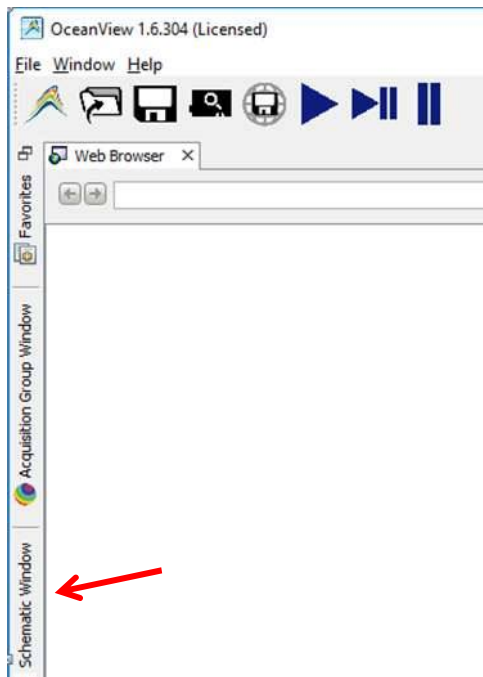 OceanView 1.6.304 (Licensed)
File Window Help
Web Browser
Favorites
Acquisition Group Window
Schematic Window